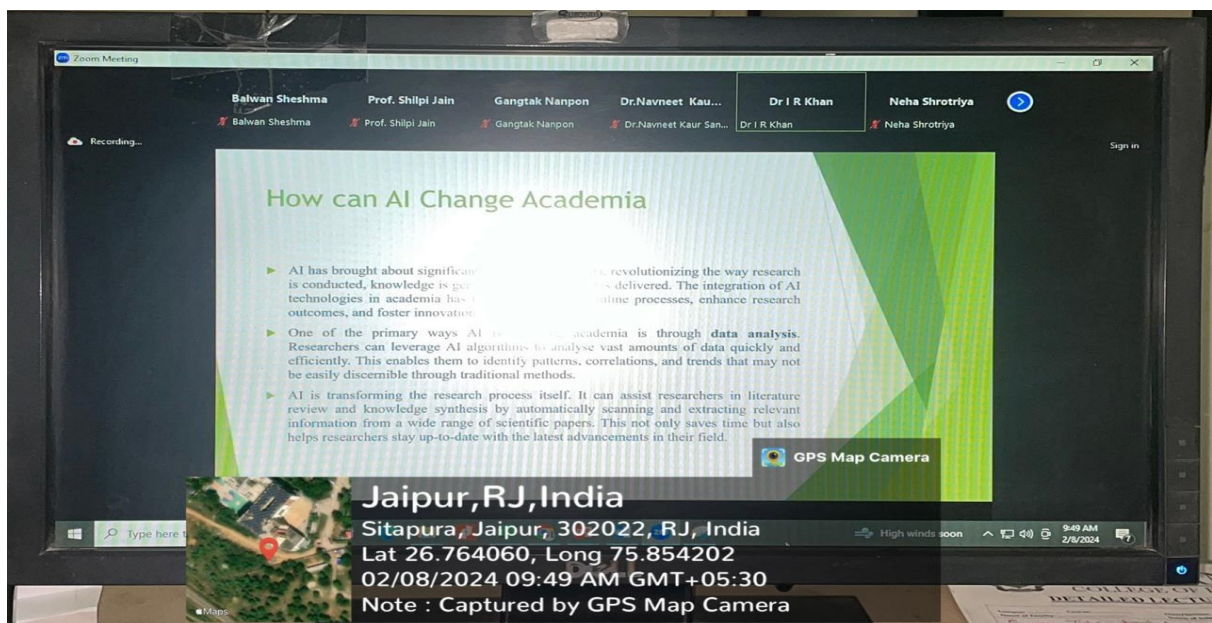 Zoom Meeting
Balwan Sheshma Prof. Shilpi Jain Gangtak Nanpon Dr.Navneet Kau... Dr I R Khan Neha Shrotriya
Balwan Sheshma Prof. Shilpi Jain Gangtak Nanpon Dr.Navneet Kaur San... Dr I R Khan Neha Shrotriya
Recording...
Sign in
How can AI Change Academia
AI has brought about revolutionizing the way research
is conducted, knowledge is delivered. The integration of AI
technologies in academia processes, enhance research
outcomes, and foster
One of the primary ways AI academia is through data analysis.
Researchers can leverage AI algorithms to analyse vast amounts of data quickly and
efficiently. This enables them to identify patterns, correlations, and trends that may not
be easily discernible through traditional methods.
AI is transforming the research process itself. It can assist researchers in literature
review and knowledge synthesis by automatically scanning and extracting relevant
information from a wide range of scientific papers. This not only saves time but also
helps researchers stay up-to-date with the latest advancements in their field.
GPS Map Camera
Jaipur,RJ,India
Sitapura, Jaipur, 302022, RJ, India
Lat 26.764060, Long 75.854202
02/08/2024 09:49 AM GMT+05:30
Note : Captured by GPS Map Camera
Maps
Type here
High winds soon
9:49 AM
2/8/2024
DELL
COLLEGE OF
DETAILED LECTU